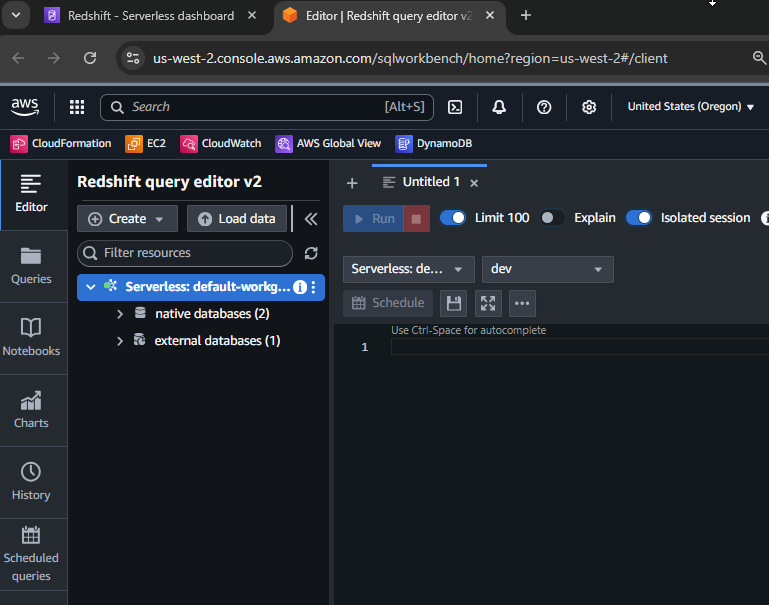 Redshift - Serverless dashboard
Editor | Redshift query editor v2
us-west-2.console.aws.amazon.com/sqlworkbench/home?region=us-west-2#/client
aws
Search [Alt+S]
United States (Oregon)
CloudFormation EC2 CloudWatch AWS Global View DynamoDB
Editor
Queries
Notebooks
Charts
History
Scheduled
queries
Redshift query editor v2
Create Load data
Filter resources
Serverless: default-workg...
native databases (2)
external databases (1)
Untitled 1
Run Limit 100 Explain Isolated session
Serverless: de... dev
Schedule
Use Ctrl-Space for autocomplete
1